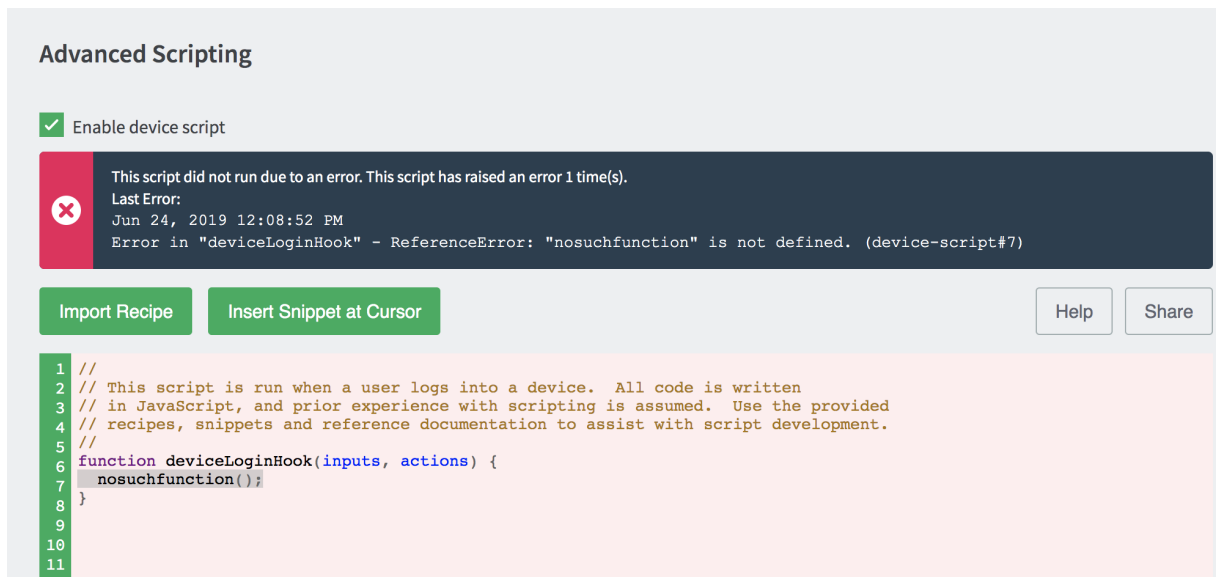 Advanced Scripting
Enable device script
This script did not run due to an error. This script has raised an error 1 time(s).
Last Error:
Jun 24, 2019 12:08:52 PM
Error in "deviceLoginHook" - ReferenceError: "nosuchfunction" is not defined. (device-script#7)
Import Recipe Insert Snippet at Cursor Help Share
1 //
2 // This script is run when a user logs into a device.  All code is written
3 // in JavaScript, and prior experience with scripting is assumed.  Use the provided
4 // recipes, snippets and reference documentation to assist with script development.
5 //
6 function deviceLoginHook(inputs, actions) {
7   nosuchfunction();
8 }
9
10
11